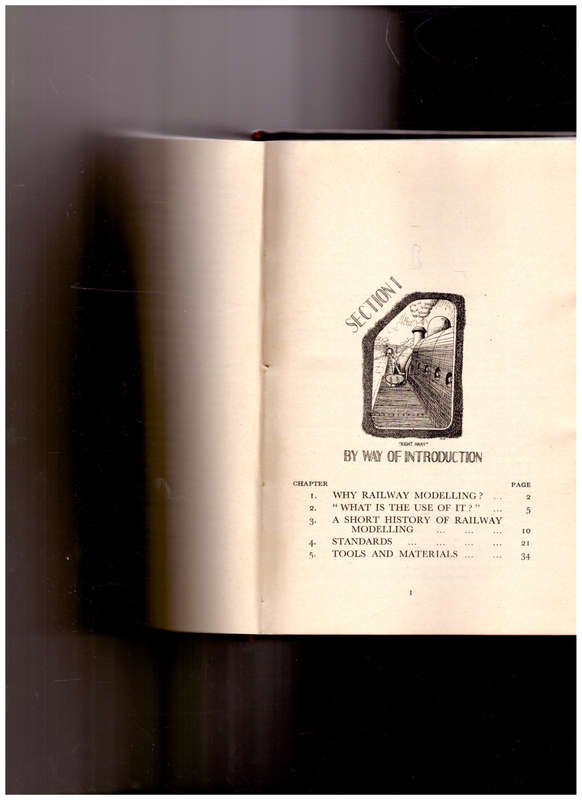 SECTION 1
"RIGHT AWAY"
BY WAY OF INTRODUCTION
CHAPTER PAGE
1. WHY RAILWAY MODELLING? ... 2
2. "WHAT IS THE USE OF IT?" ... 5
3. A SHORT HISTORY OF RAILWAY
MODELLING ... ... ... 10
4. STANDARDS ... ... ... ... 21
5. TOOLS AND MATERIALS ... ... 34
1